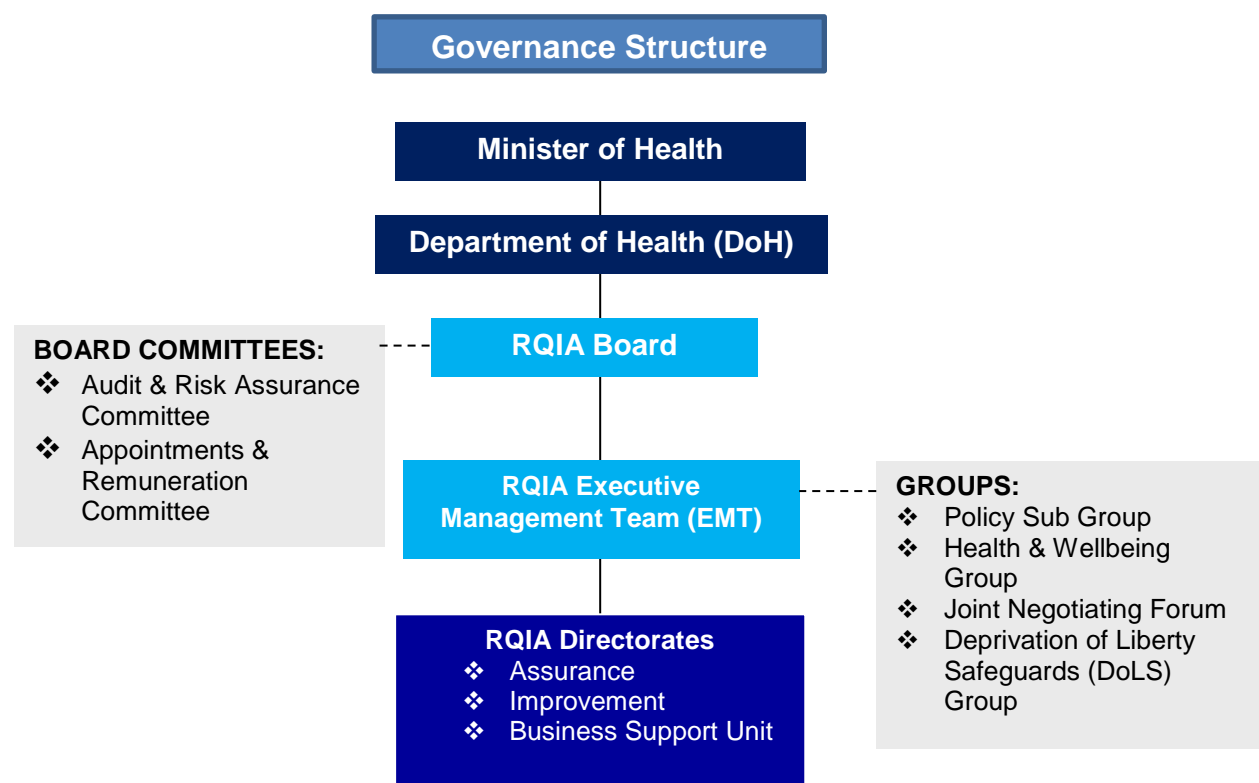 Governance Structure
Minister of Health
Department of Health (DoH)
RQIA Board
BOARD COMMITTEES:
❖ Audit & Risk Assurance
Committee
❖ Appointments &
Remuneration
Committee
RQIA Executive
Management Team (EMT)
GROUPS:
❖ Policy Sub Group
❖ Health & Wellbeing
Group
❖ Joint Negotiating Forum
❖ Deprivation of Liberty
Safeguards (DoLS)
Group
RQIA Directorates
❖ Assurance
❖ Improvement
❖ Business Support Unit